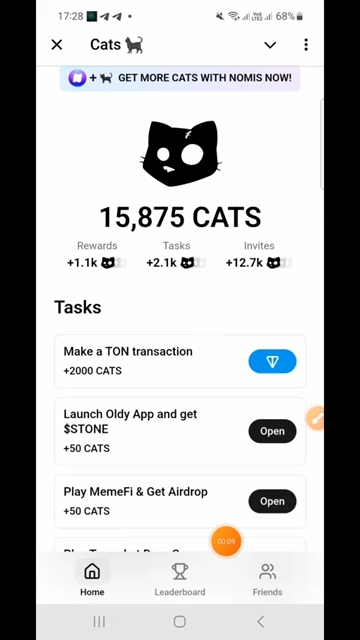 17:28
68%
Cats
+ GET MORE CATS WITH NOMIS NOW!
15,875 CATS
Rewards Tasks Invites
+1.1k +2.1k +12.7k
Tasks
Make a TON transaction
+2000 CATS
Launch Oldy App and get
$STONE
+50 CATS
Open
Play MemeFi & Get Airdrop
+50 CATS
Open
00:09
Home Leaderboard Friends